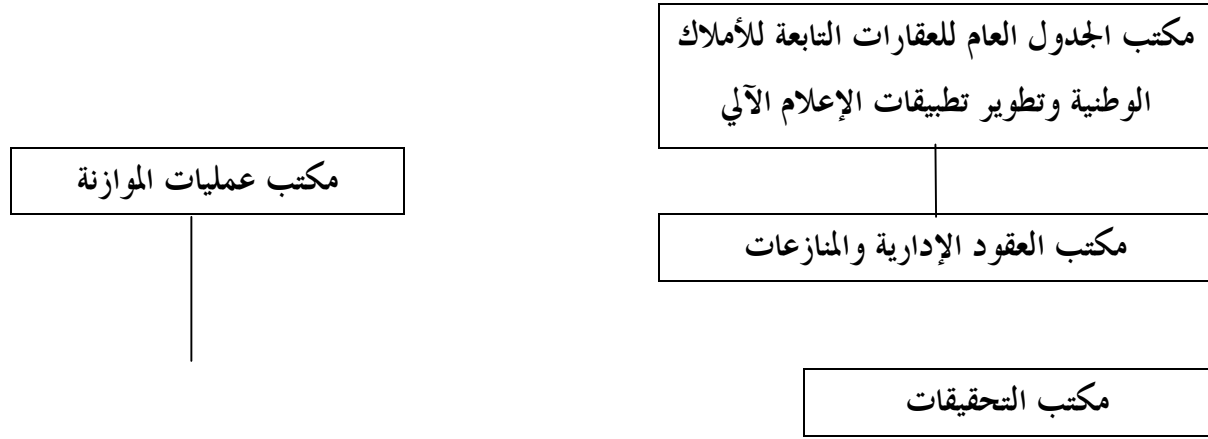 مكتب الجدول العام للعقارات التابعة للأملاك
الوطنية وتطوير تطبيقات الإعلام الآلي
مكتب عمليات الموازنة
مكتب العقود الإدارية والمنازعات
مكتب التحقيقات